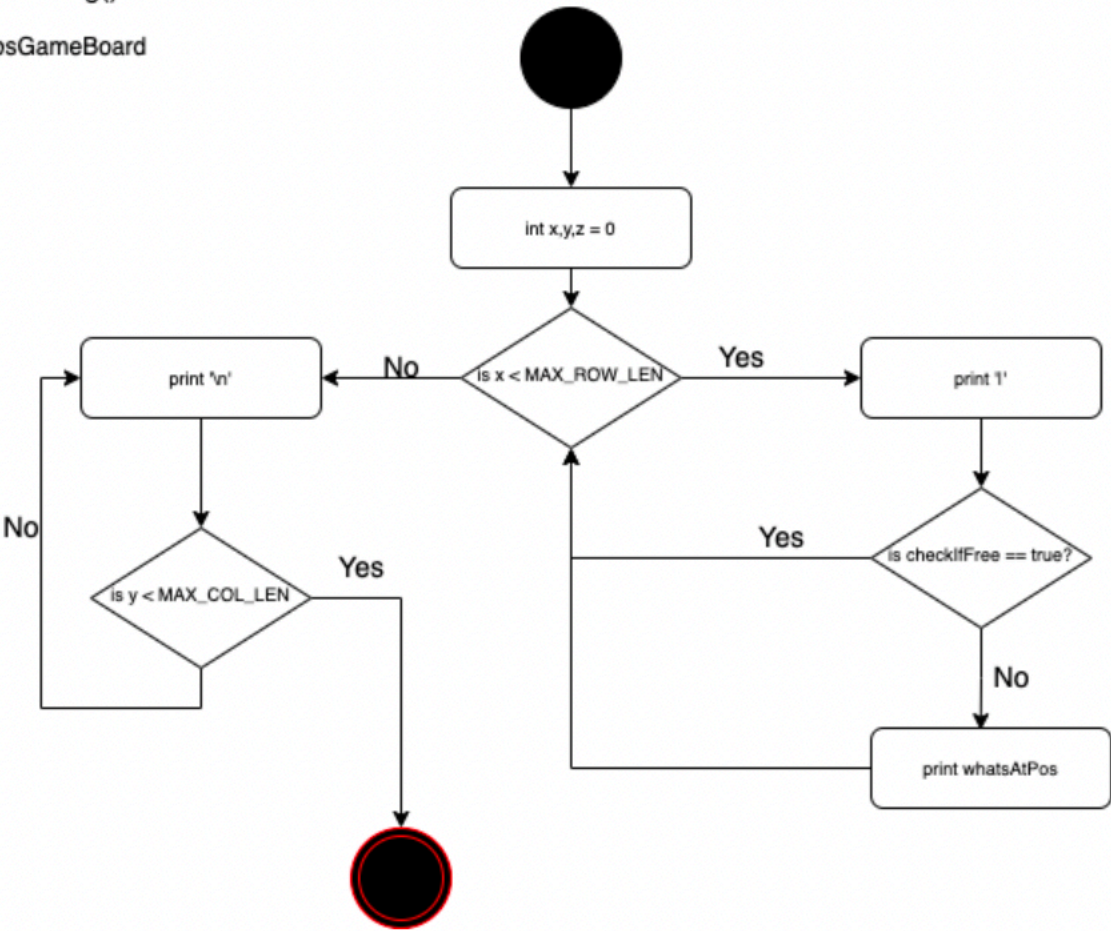 osGameBoard
int x,y,z = 0
No
is x < MAX_ROW_LEN
Yes
print '\n'
print 'l'
No
is y < MAX_COL_LEN
Yes
Yes
is checkIfFree == true?
No
print whatsAtPos